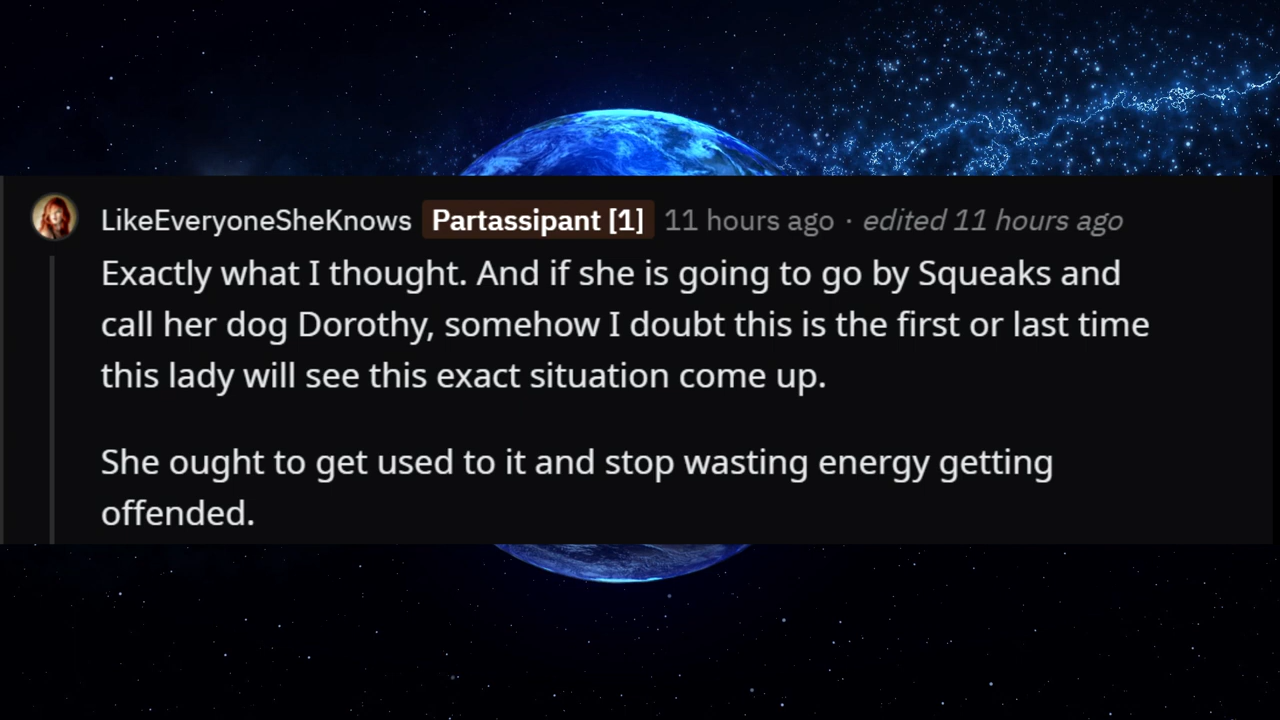 LikeEveryoneSheKnows Partassipant [1] 11 hours ago · edited 11 hours ago
Exactly what I thought. And if she is going to go by Squeaks and
call her dog Dorothy, somehow I doubt this is the first or last time
this lady will see this exact situation come up.
She ought to get used to it and stop wasting energy getting
offended.